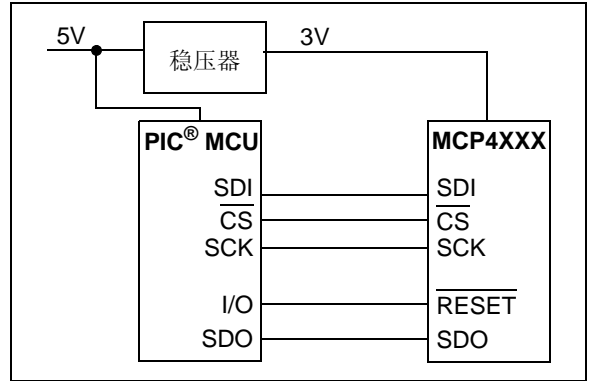 5V
稳压器
3V
PIC® MCU
MCP4XXX
SDI
SDI
CS
CS
SCK
SCK
I/O
RESET
SDO
SDO